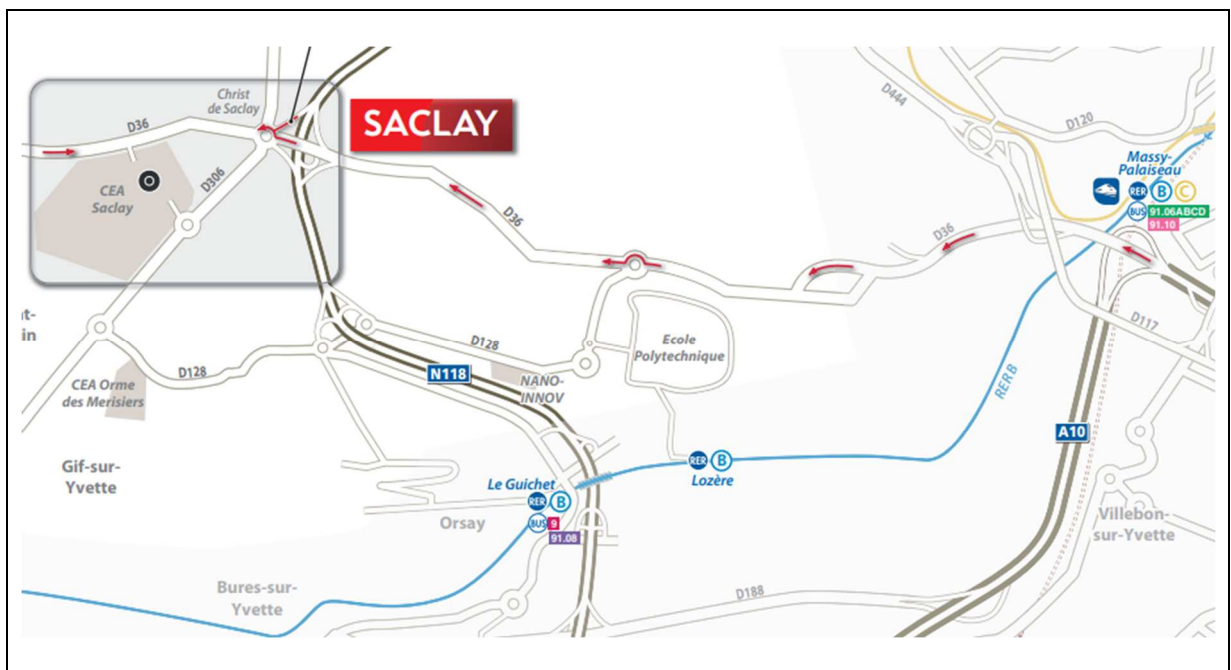 D444
D120
Christ
de Saclay
SACLAY
D36
CEA
Saclay
D306
D36
D36
Massy-
Palaiseau
RER B C
BUS 91.06ABCD
91.10
t-
in
D128
CEA Orme
des Merisiers
D128
N118
NANO-
INNOV
Ecole
Polytechnique
D117
RER B
A10
Gif-sur-
Yvette
Le Guichet
RER B
BUS 9
91.08
RER B
Lozère
Orsay
Villebon-
sur-Yvette
Bures-sur-
Yvette
D188